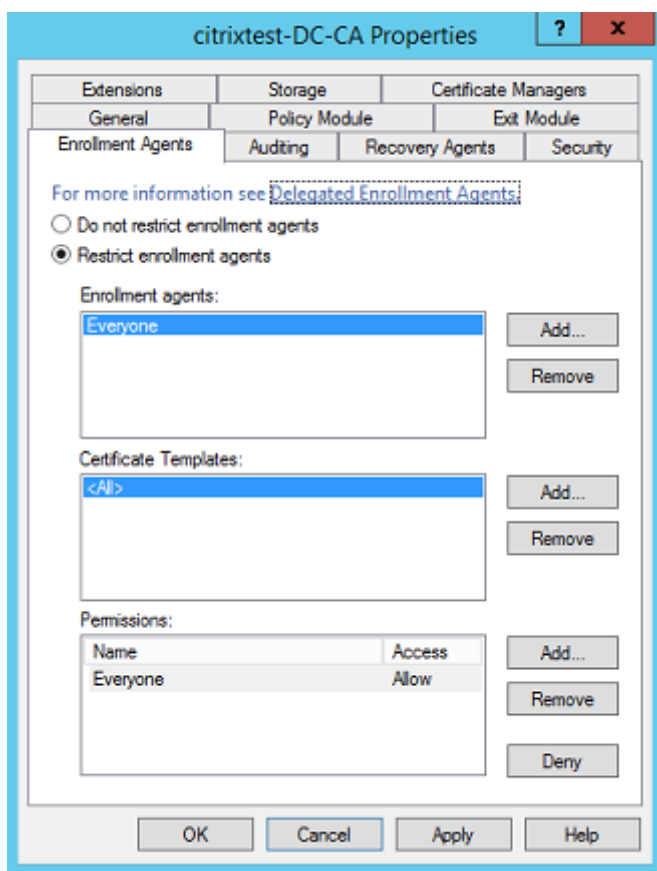 citrixtest-DC-CA Properties
? x
Extensions Storage Certificate Managers
General Policy Module Exit Module
Enrollment Agents Auditing Recovery Agents Security
For more information see Delegated Enrollment Agents.
Do not restrict enrollment agents
Restrict enrollment agents
Enrollment agents:
Everyone
Add...
Remove
Certificate Templates:
<All>
Add...
Remove
Permissions:
Name Access
Everyone Allow
Add...
Remove
Deny
OK Cancel Apply Help